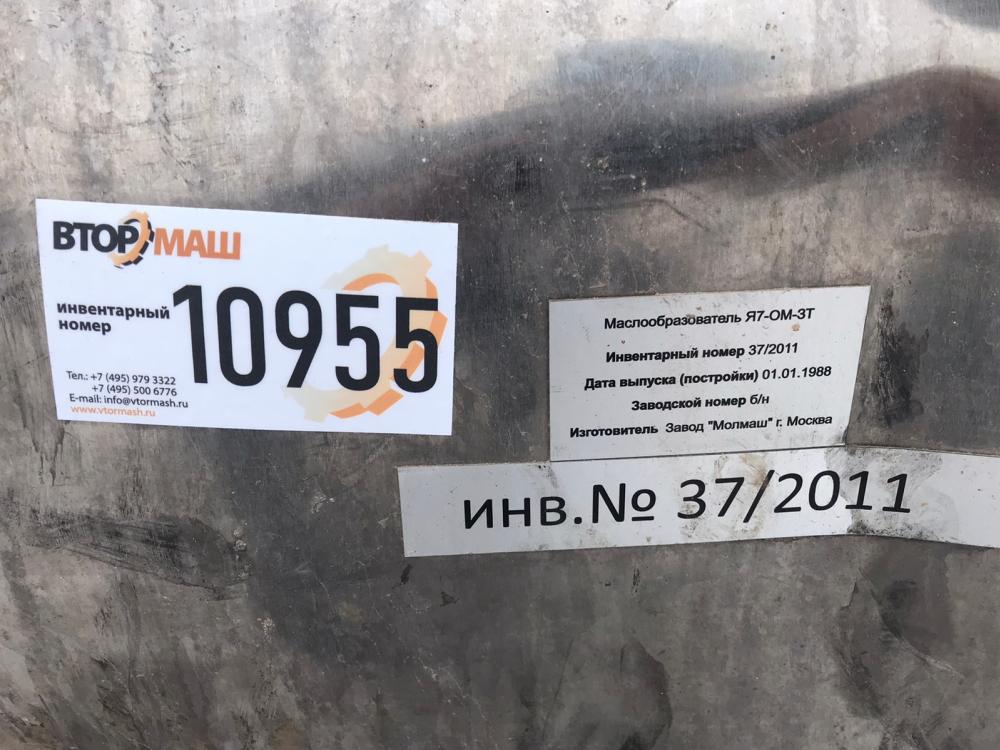 ВТОРМАШ
инвентарный
номер
10955
Тел.: +7 (495) 979 3322
+7 (495) 500 6776
E-mail: info@vtormash.ru
www.vtormash.ru
Маслообразователь Я7-ОМ-3Т
Инвентарный номер 37/2011
Дата выпуска (постройки) 01.01.1988
Заводской номер б/н
Изготовитель Завод "Молмаш" г. Москва
инв.№ 37/2011